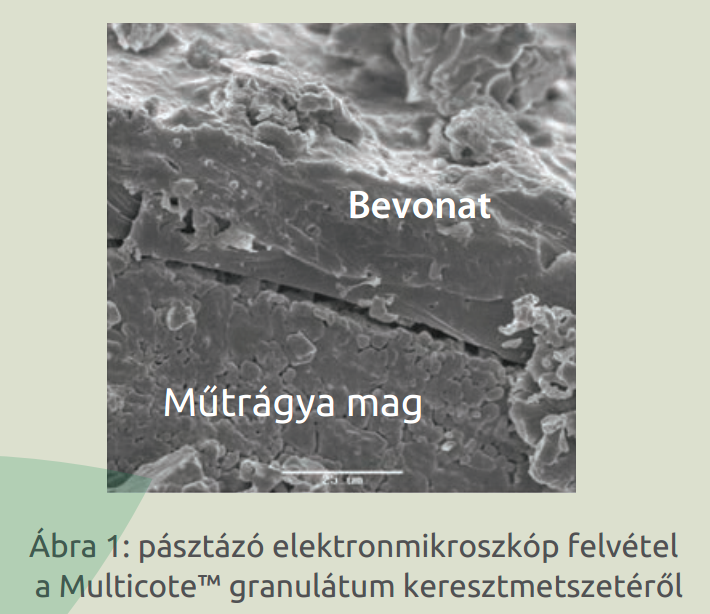 Bevonat
Műtrágya mag
Ábra 1: pásztázó elektronmikroszkóp felvétel
a Multicote™ granulátum keresztmetszetéről